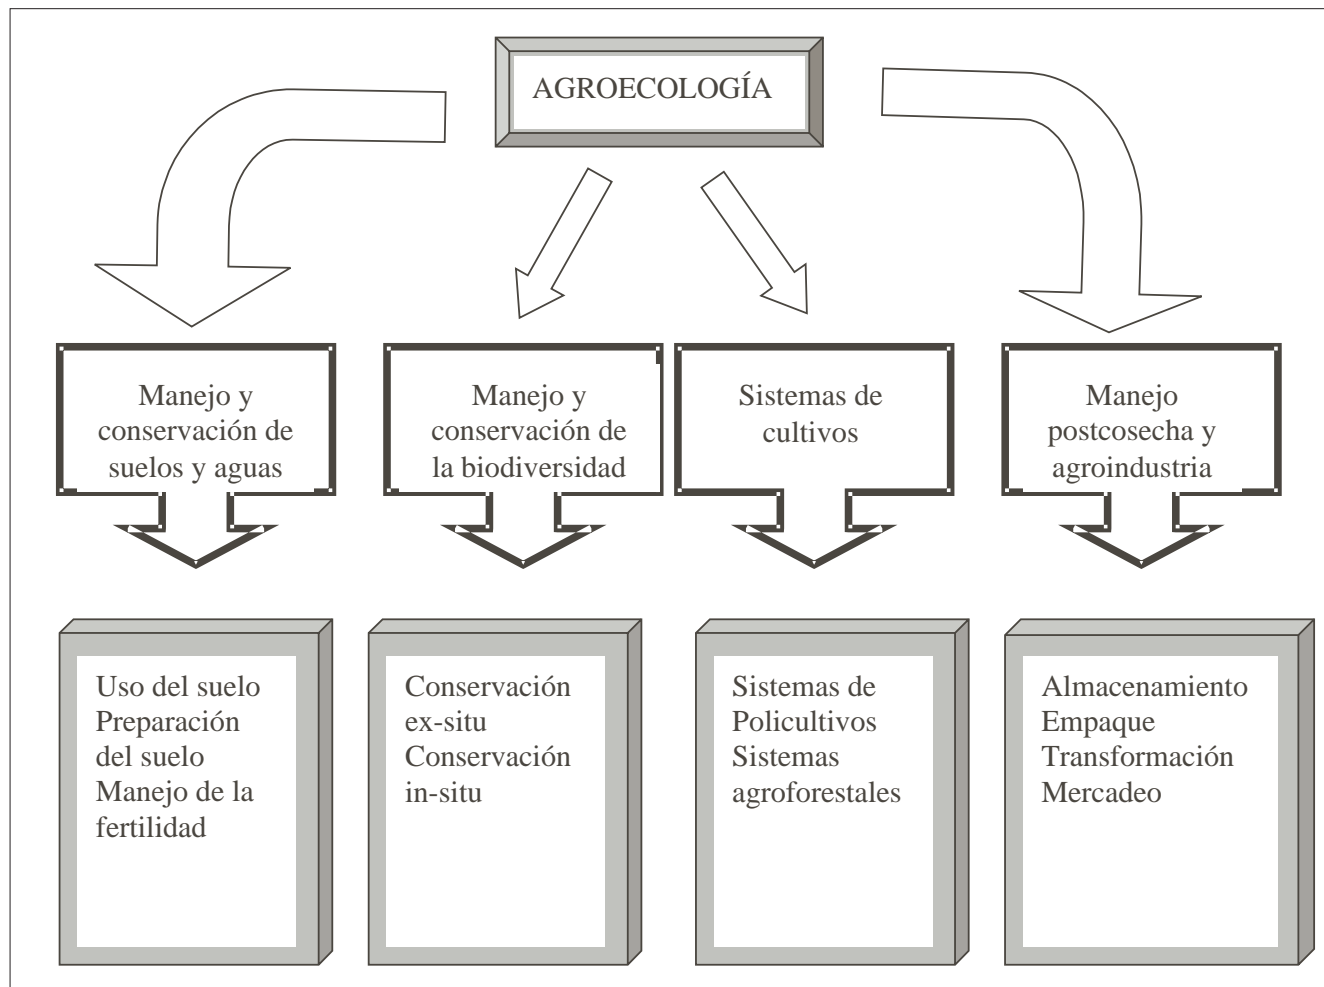 AGROECOLOGÍA
Manejo y
conservación de
suelos y aguas
Manejo y
conservación de
la biodiversidad
Sistemas de
cultivos
Manejo
postcosecha y
agroindustria
Uso del suelo
Preparación
del suelo
Manejo de la
fertilidad
Conservación
ex-situ
Conservación
in-situ
Sistemas de
Policultivos
Sistemas
agroforestales
Almacenamiento
Empaque
Transformación
Mercadeo